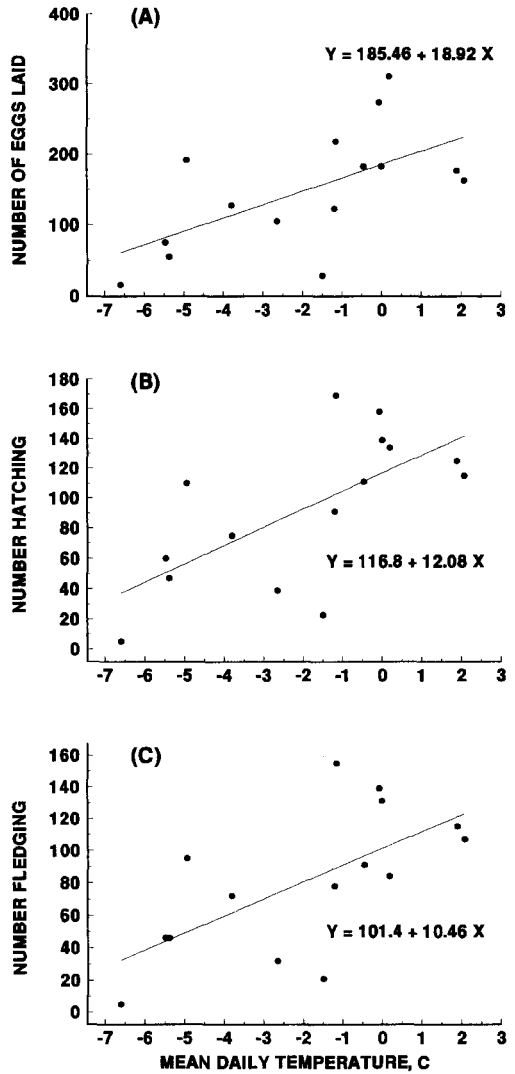 (A)
400
300
200
100
0
NUMBER OF EGGS LAID
Y = 185.46 + 18.92 X
-7 -6 -5 -4 -3 -2 -1 0 1 2 3
(B)
180
160
140
120
100
80
60
40
20
0
NUMBER HATCHING
Y = 116.8 + 12.08 X
-7 -6 -5 -4 -3 -2 -1 0 1 2 3
(C)
160
140
120
100
80
60
40
20
0
NUMBER FLEDGING
Y = 101.4 + 10.46 X
-7 -6 -5 -4 -3 -2 -1 0 1 2 3
MEAN DAILY TEMPERATURE, C